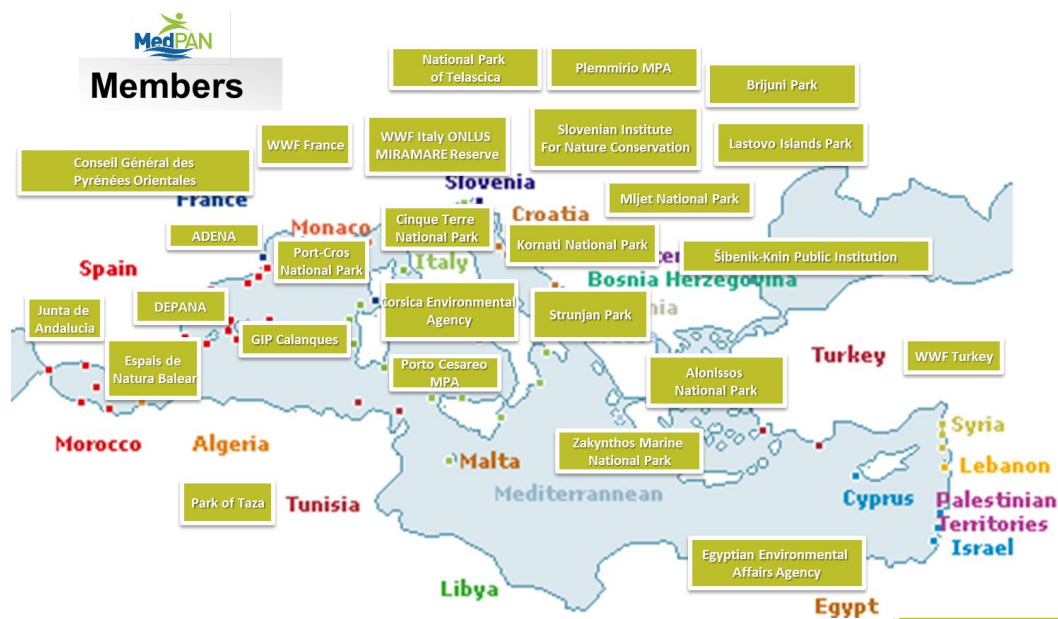 MedPAN
Members
National Park
of Telascica
Plemmirio MPA
Brijuni Park
WWF France
WWF Italy ONLUS
MIRAMARE Reserve
Slovenian Institute
For Nature Conservation
Lastovo Islands Park
Conseil Général des
Pyrénées Orientales
France
Slovenia
Mljet National Park
Monaco
Croatia
ADENA
Cinque Terre
National Park
Kornati National Park
Port-Cros
National Park
Šibenik-Knin Public Institution
Spain
Italy
Bosnia Herzegovina
Junta de
Andalucia
DEPANA
Corsica Environmental
Agency
Strunjan Park
GIP Calanques
Espais de
Natura Balear
Porto Cesareo
MPA
Alonissos
National Park
Turkey
WWF Turkey
Morocco
Algeria
Syria
Zakynthos Marine
National Park
Malta
Lebanon
Park of Taza
Tunisia
Mediterranean
Cyprus
Palestinian
Territories
Israel
Egyptian Environmental
Affairs Agency
Libya
Egypt